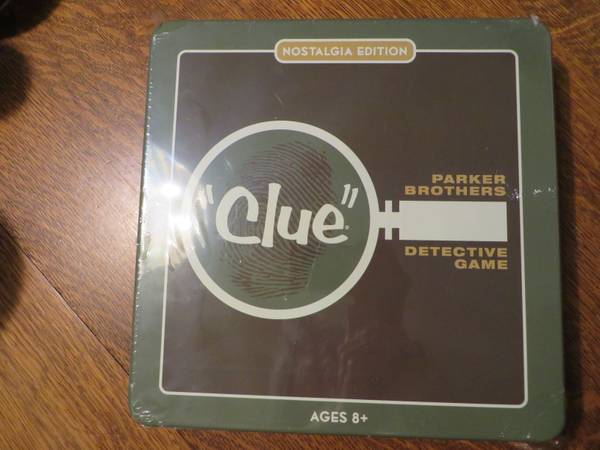 NOSTALGIA EDITION
"Clue"®
PARKER
BROTHERS
DETECTIVE
GAME
AGES 8+